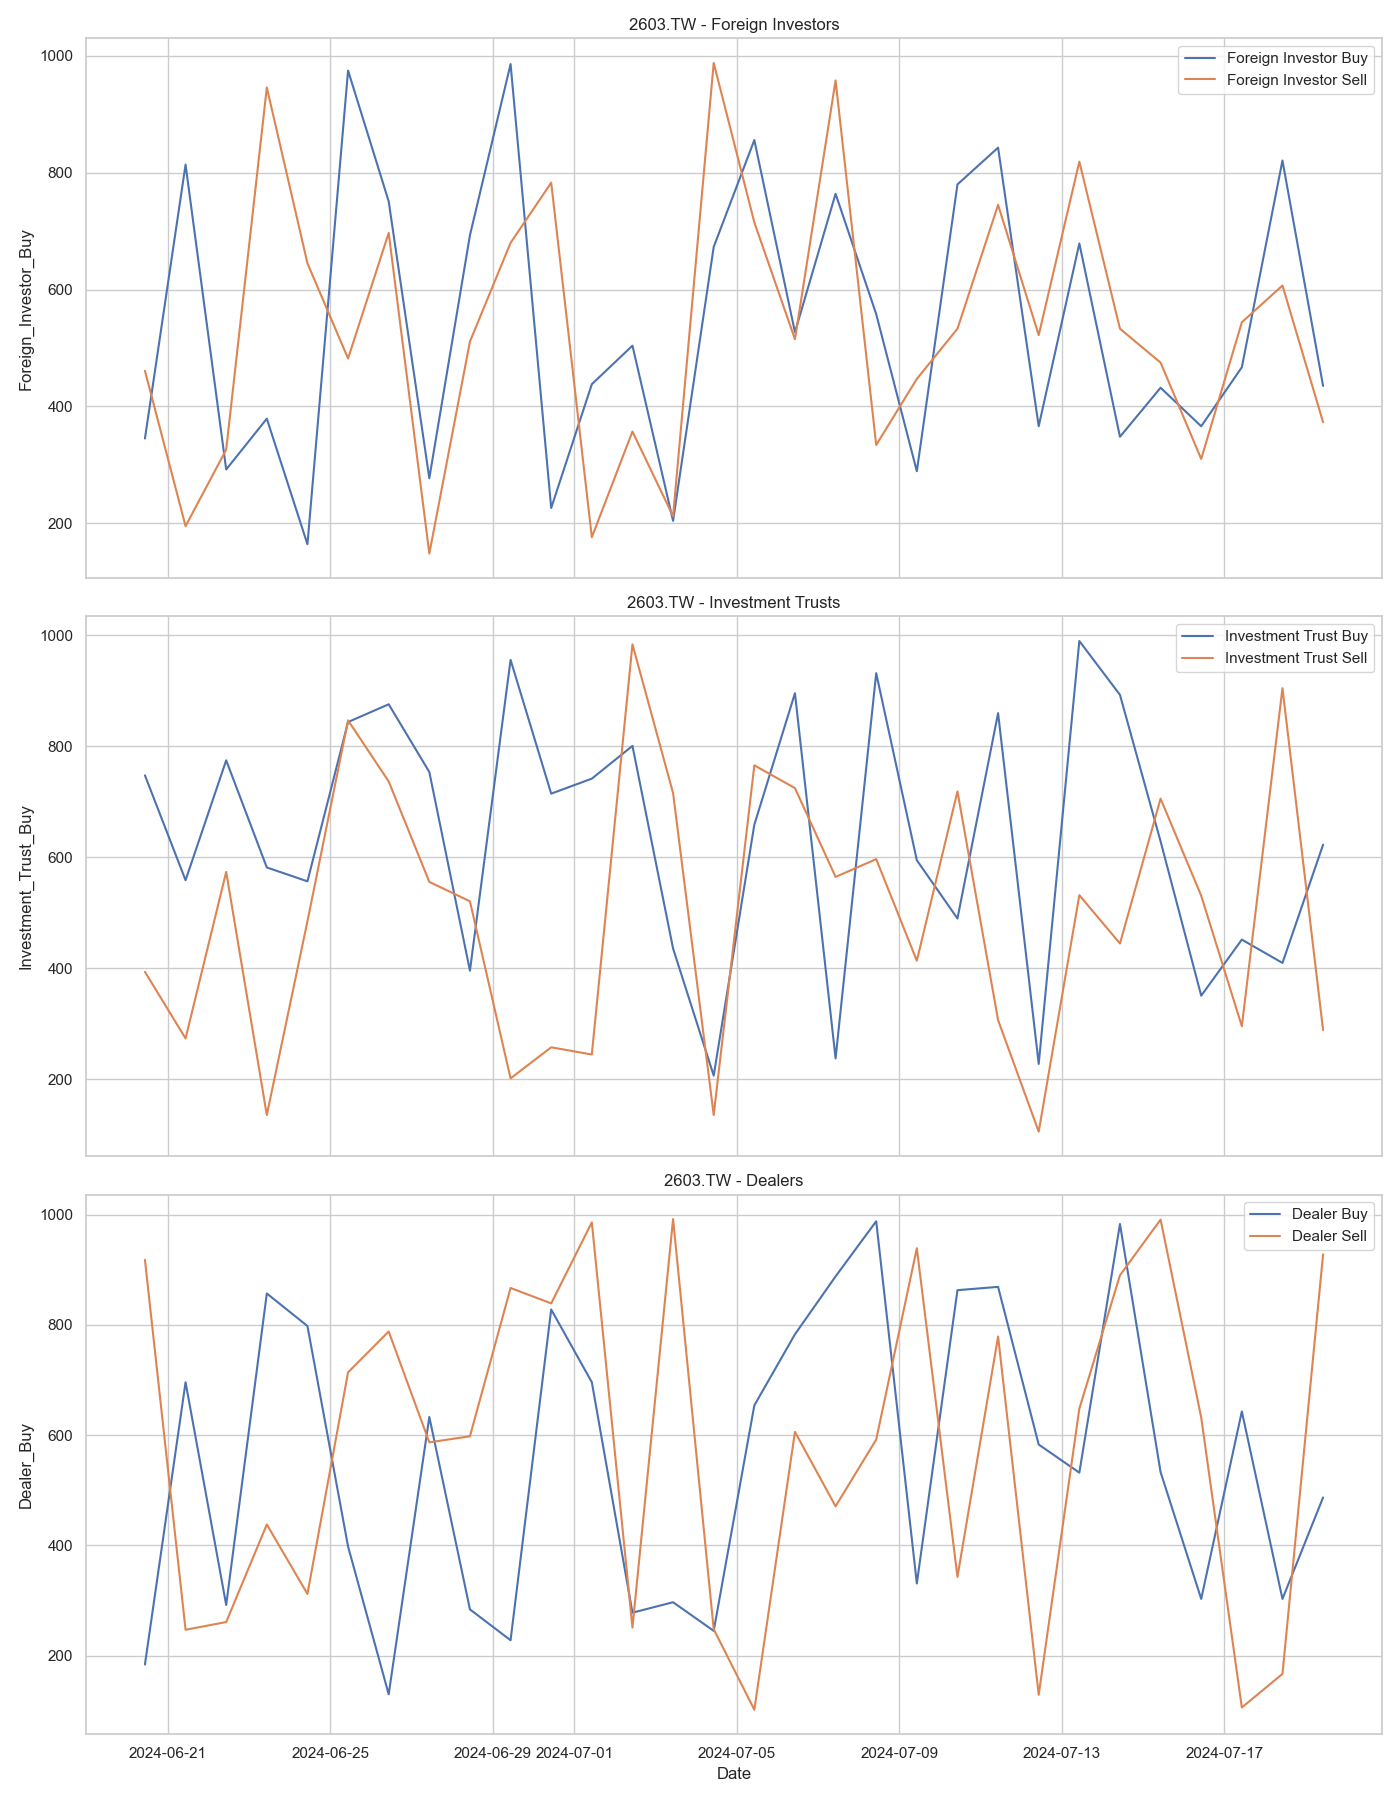 2603.TW - Foreign Investors
Foreign Investor Buy
Foreign Investor Sell
Foreign_Investor_Buy
1000
800
600
400
200
2603.TW - Investment Trusts
Investment Trust Buy
Investment Trust Sell
Investment_Trust_Buy
1000
800
600
400
200
2603.TW - Dealers
Dealer Buy
Dealer Sell
Dealer_Buy
1000
800
600
400
200
2024-06-21
2024-06-25
2024-06-29
2024-07-01
2024-07-05
2024-07-09
2024-07-13
2024-07-17
Date